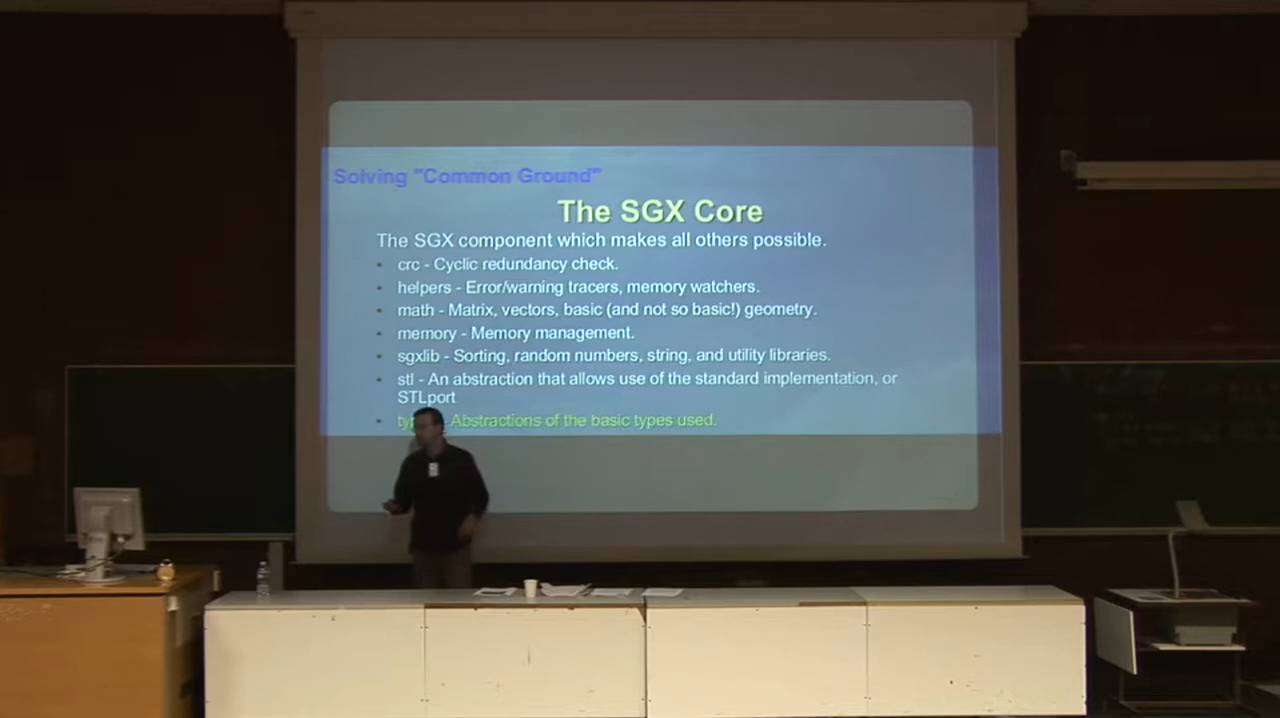 Solving "Common Ground"
The SGX Core
The SGX component which makes all others possible.
- crc - Cyclic redundancy check.
- helpers - Error/warning tracers, memory watchers.
- math - Matrix, vectors, basic (and not so basic!) geometry.
- memory - Memory management.
- sgxlib - Sorting, random numbers, string, and utility libraries.
- stl - An abstraction that allows use of the standard implementation, or
STLport
- Abstractions of the basic types used.